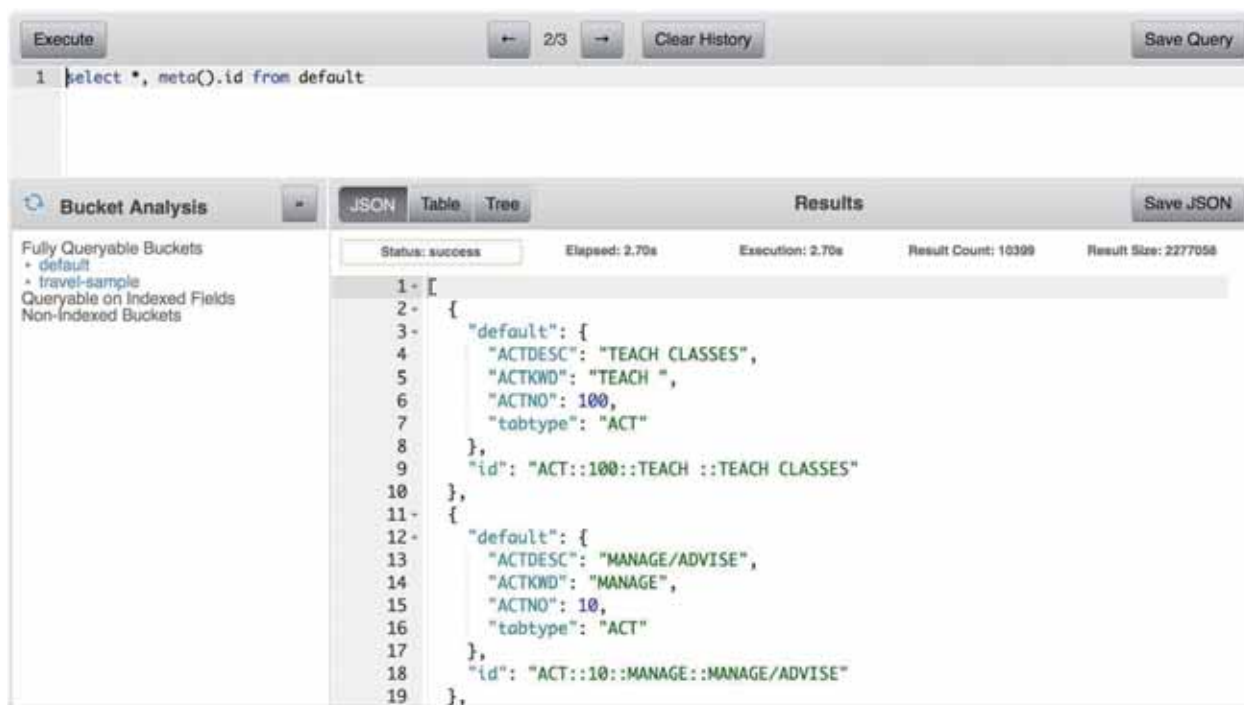 Execute ← 2/3 → Clear History Save Query
1 select *, meta().id from default
Bucket Analysis
Fully Queryable Buckets
default
travel-sample
Queryable on Indexed Fields
Non-Indexed Buckets
JSON Table Tree Results Save JSON
Status: success Elapsed: 2.70s Execution: 2.70s Result Count: 10399 Result Size: 2277058
1 [
2 {
3 "default": {
4 "ACTDESC": "TEACH CLASSES",
5 "ACTKWD": "TEACH ",
6 "ACTNO": 100,
7 "tabtype": "ACT"
8 },
9 "id": "ACT::100::TEACH ::TEACH CLASSES"
10 },
11 {
12 "default": {
13 "ACTDESC": "MANAGE/ADVISE",
14 "ACTKWD": "MANAGE",
15 "ACTNO": 10,
16 "tabtype": "ACT"
17 },
18 "id": "ACT::10::MANAGE::MANAGE/ADVISE"
19 },